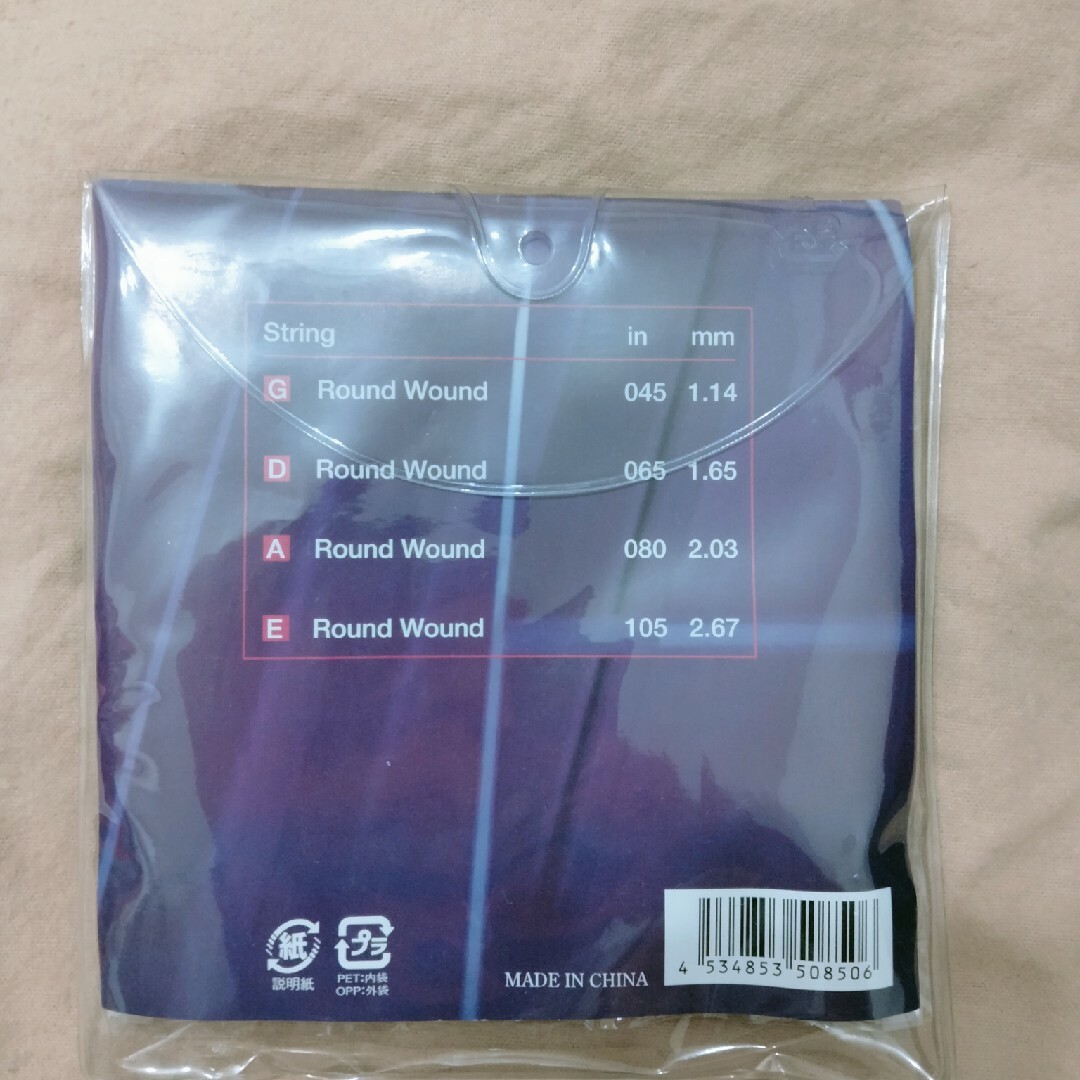 String in mm
G Round Wound 045 1.14
D Round Wound 065 1.65
A Round Wound 080 2.03
E Round Wound 105 2.67
紙
説明紙
プラ
PET:内袋
OPP:外袋
MADE IN CHINA
4 534853 508506